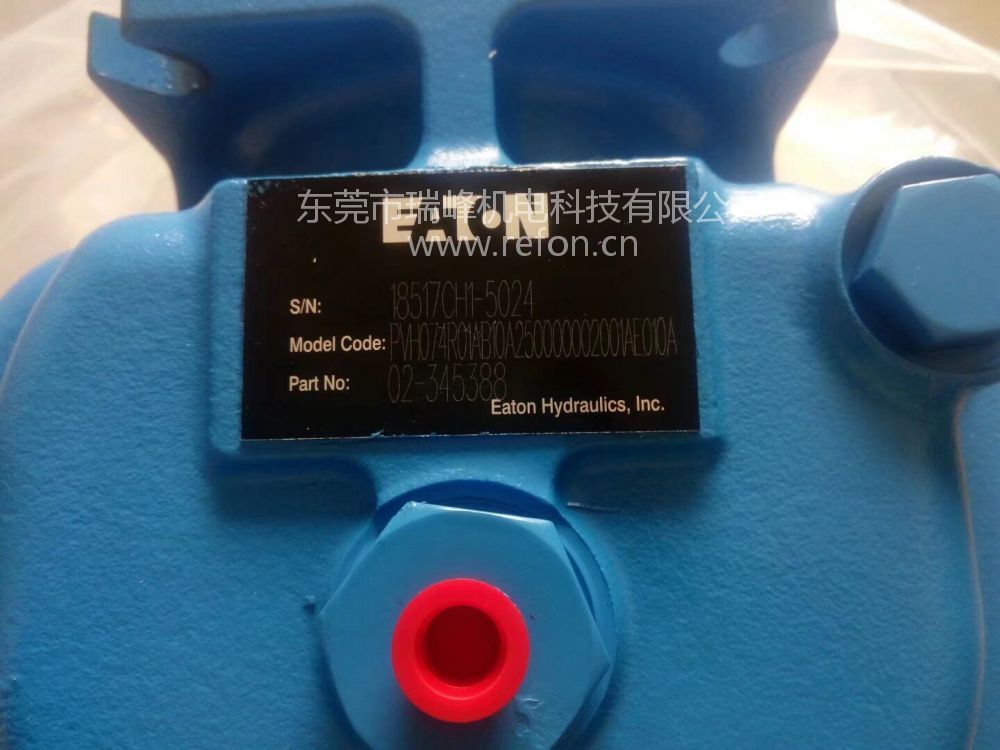 东莞市瑞峰机电科技有限公
EATON
www.refon.cn
S/N: 18517CH1-5024
Model Code: PVH074R01AB10A250000002001AE010A
Part No: 02-345388
Eaton Hydraulics, Inc.